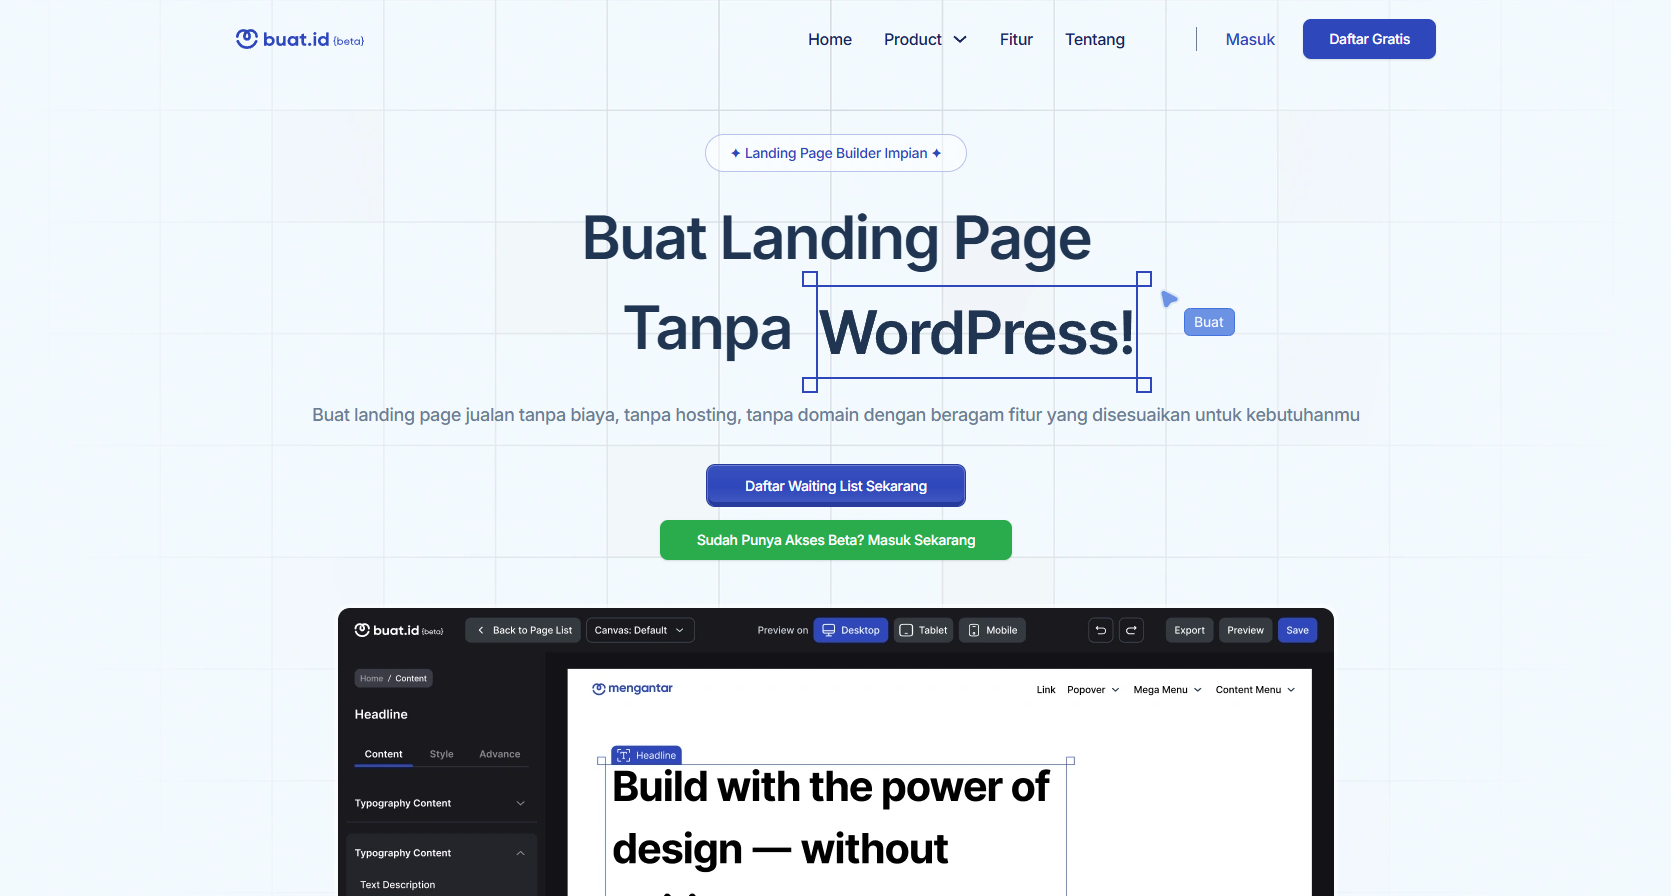 buat.id {beta}
Home Product Fitur Tentang Masuk Daftar Gratis
✦ Landing Page Builder Impian ✦
Buat Landing Page
Tanpa WordPress!
Buat
Buat landing page jualan tanpa biaya, tanpa hosting, tanpa domain dengan beragam fitur yang disesuaikan untuk kebutuhanmu
Daftar Waiting List Sekarang
Sudah Punya Akses Beta? Masuk Sekarang
buat.id {beta} Back to Page List Canvas: Default Preview on Desktop Tablet Mobile Export Preview Save
Home / Content
mengantar Link Popover Mega Menu Content Menu
Headline
Content Style Advance
Headline
Typography Content
Build with the power of
design — without
Typography Content
Text Description